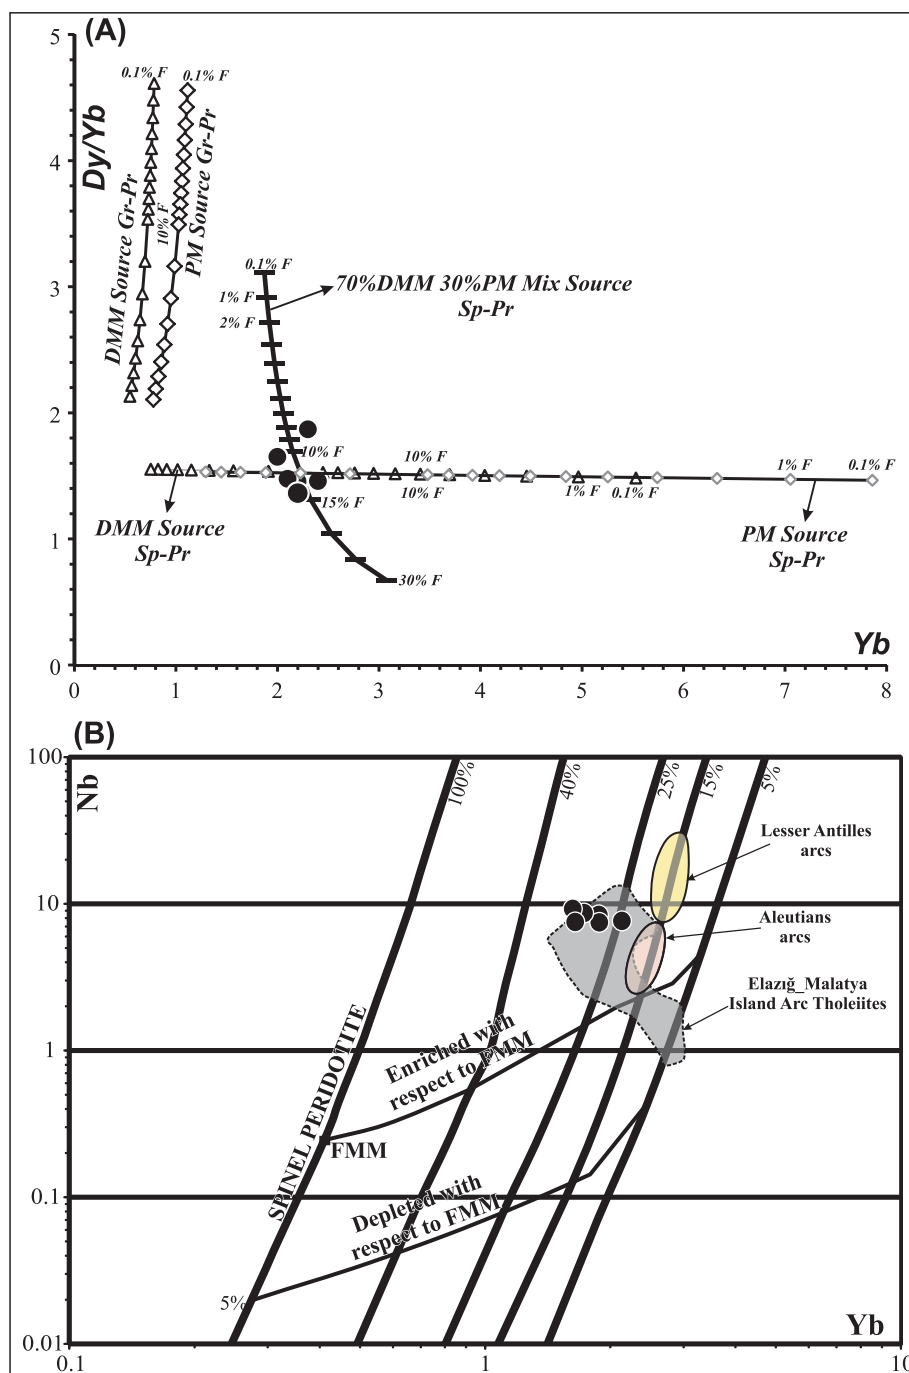 (A)
5
4
3
2
1
0
Dy/Yb
0.1% F
0.1% F
DMM Source Gr-Pr
10% F
PM Source Gr-Pr
0.1% F
1% F
2% F
70%DMM 30%PM Mix Source
Sp-Pr
10% F
10% F
10% F
15% F
1% F
0.1% F
1% F
0.1% F
DMM Source
Sp-Pr
PM Source
Sp-Pr
30% F
Yb
0 1 2 3 4 5 6 7 8
(B)
100
10
1
0.1
0.01
Nb
100%
40%
25%
15%
5%
Lesser Antilles
arcs
Aleutians
arcs
Elazığ_Malatya
Island Arc Tholeiites
Enriched with
respect to FMM
SPINEL PERIDOTITE
FMM
Depleted with
respect to FMM
5%
Yb
0.1 1 10